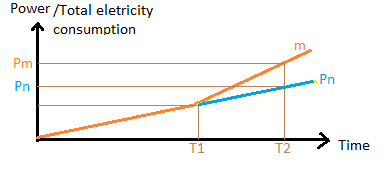 Power/Total eletricity
consumption
m
Pm
Pn
Pn
T1 T2
Time